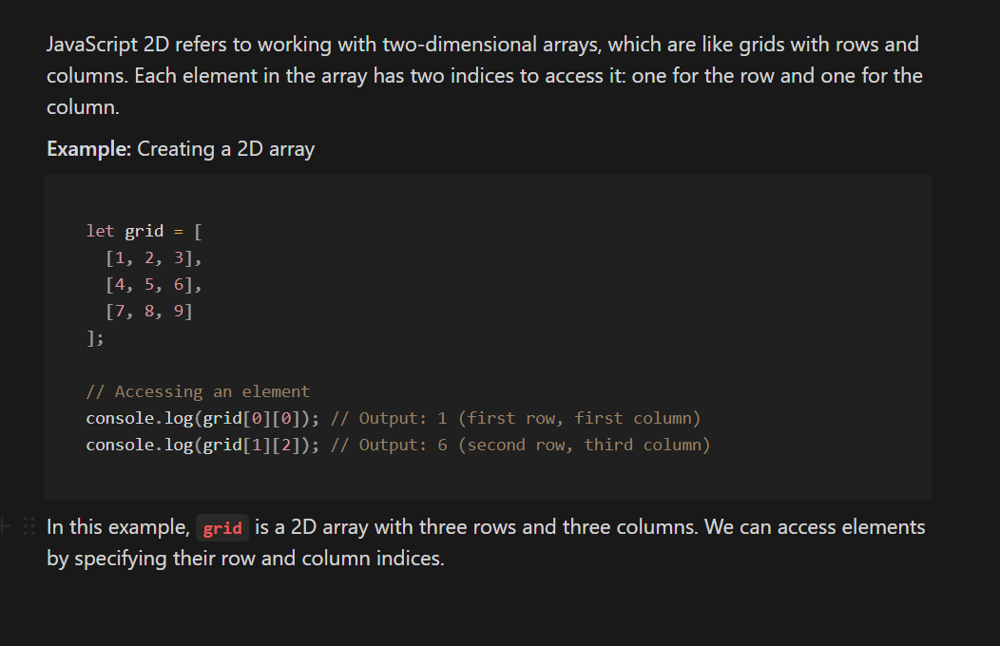 JavaScript 2D refers to working with two-dimensional arrays, which are like grids with rows and
columns. Each element in the array has two indices to access it: one for the row and one for the
column.
Example: Creating a 2D array
let grid = [
  [1, 2, 3],
  [4, 5, 6],
  [7, 8, 9]
];
// Accessing an element
console.log(grid[0][0]); // Output: 1 (first row, first column)
console.log(grid[1][2]); // Output: 6 (second row, third column)
In this example, grid is a 2D array with three rows and three columns. We can access elements
by specifying their row and column indices.